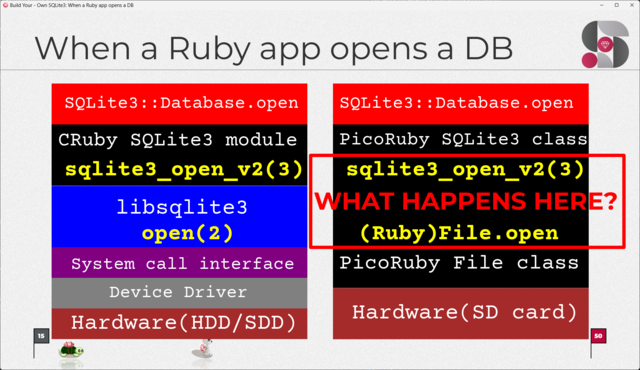 Build Your - Own SQLite3: When a Ruby app opens a DB
When a Ruby app opens a DB
SQLite3::Database.open
CRuby SQLite3 module
sqlite3_open_v2(3)
libsqlite3
open(2)
System call interface
Device Driver
Hardware(HDD/SDD)
SQLite3::Database.open
PicoRuby SQLite3 class
sqlite3_open_v2(3)
WHAT HAPPENS HERE?
(Ruby)File.open
PicoRuby File class
Hardware(SD card)
15
50